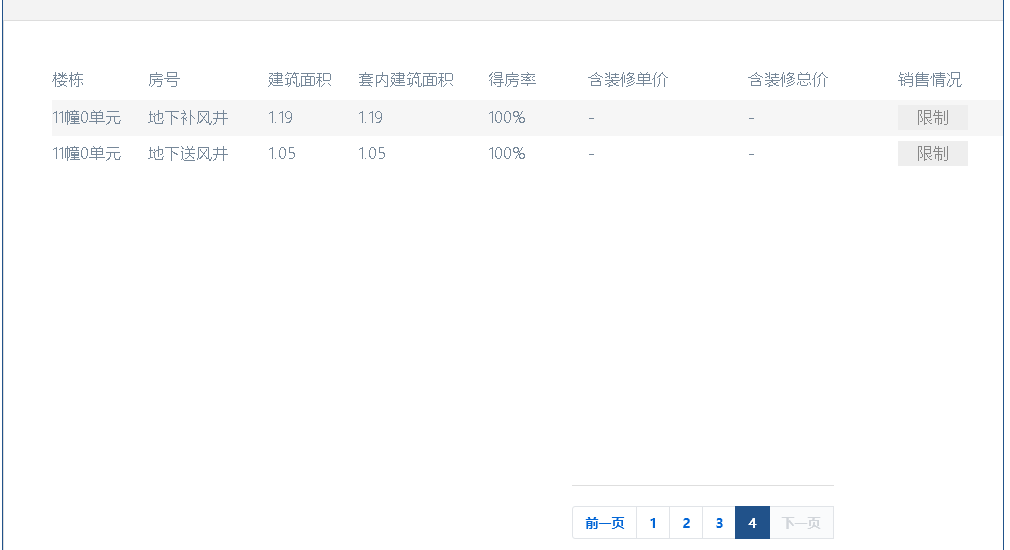 楼栋 房号 建筑面积 套内建筑面积 得房率 含装修单价 含装修总价 销售情况
11幢0单元 地下补风井 1.19 1.19 100% - - 限制
11幢0单元 地下送风井 1.05 1.05 100% - - 限制
前一页 1 2 3 4 下一页